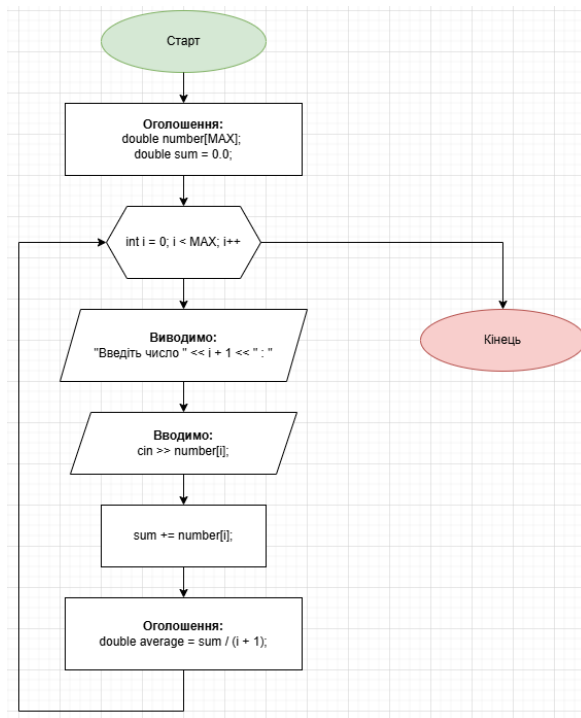 Старт
Оголошення:
double number[MAX];
double sum = 0.0;
int i = 0; i < MAX; i++
Виводимо:
"Введіть число " << i + 1 << " : "
Кінець
Вводимо:
cin >> number[i];
sum += number[i];
Оголошення:
double average = sum / (i + 1);